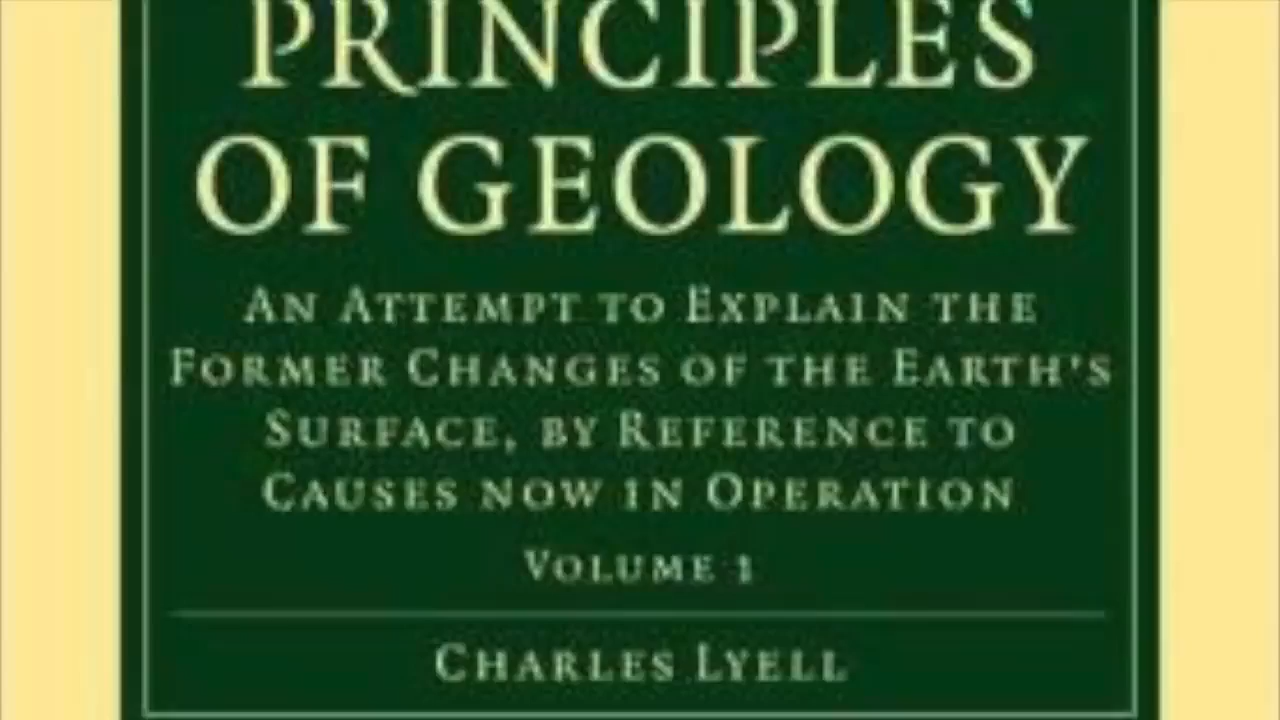 PRINCIPLES
OF GEOLOGY
AN ATTEMPT TO EXPLAIN THE
FORMER CHANGES OF THE EARTH'S
SURFACE, BY REFERENCE TO
CAUSES NOW IN OPERATION
VOLUME 1
CHARLES LYELL